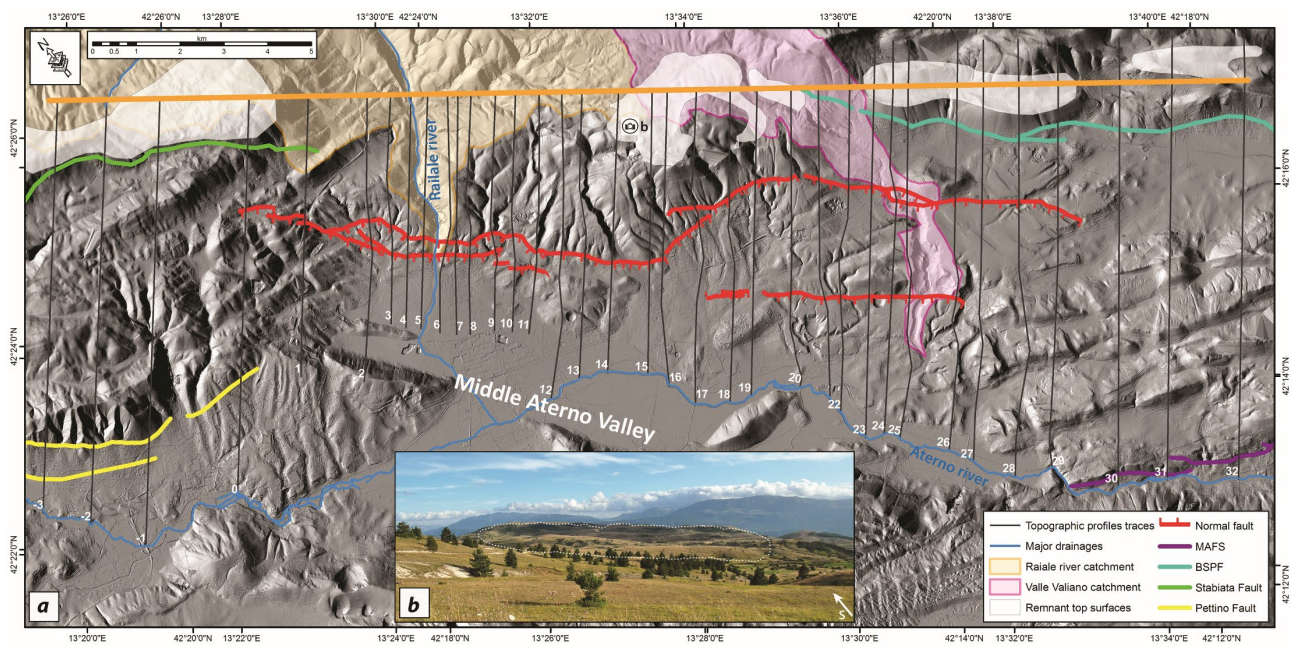 13°26'0"E 42°26'0"N 13°28'0"E 13°30'0"E 42°24'0"N 13°32'0"E 42°22'0"N 13°34'0"E 13°36'0"E 42°20'0"N 13°38'0"E 13°40'0"E 42°18'0"N
N
km
0 0.5 1 2 3 4 5
42°26'0"N
b
42°16'0"N
Railale river
3 4 5 6 7 8 9 10 11
42°24'0"N
1 2 12 13 14 15 16 17 18 19 20 22 23 24 25 26 27 28 29 30 31 32
42°14'0"N
Middle Aterno Valley
Aterno river
-3 -2 -1 0
42°22'0"N
42°12'0"N
Topographic profiles traces
Major drainages
Raiale river catchment
Valle Valiano catchment
Remnant top surfaces
Normal fault
MAFS
BSPF
Stabiata Fault
Pettino Fault
a
b
S
13°20'0"E 42°20'0"N 13°22'0"E 13°24'0"E 42°18'0"N 13°26'0"E 13°28'0"E 13°30'0"E 42°14'0"N 13°32'0"E 13°34'0"E 42°12'0"N